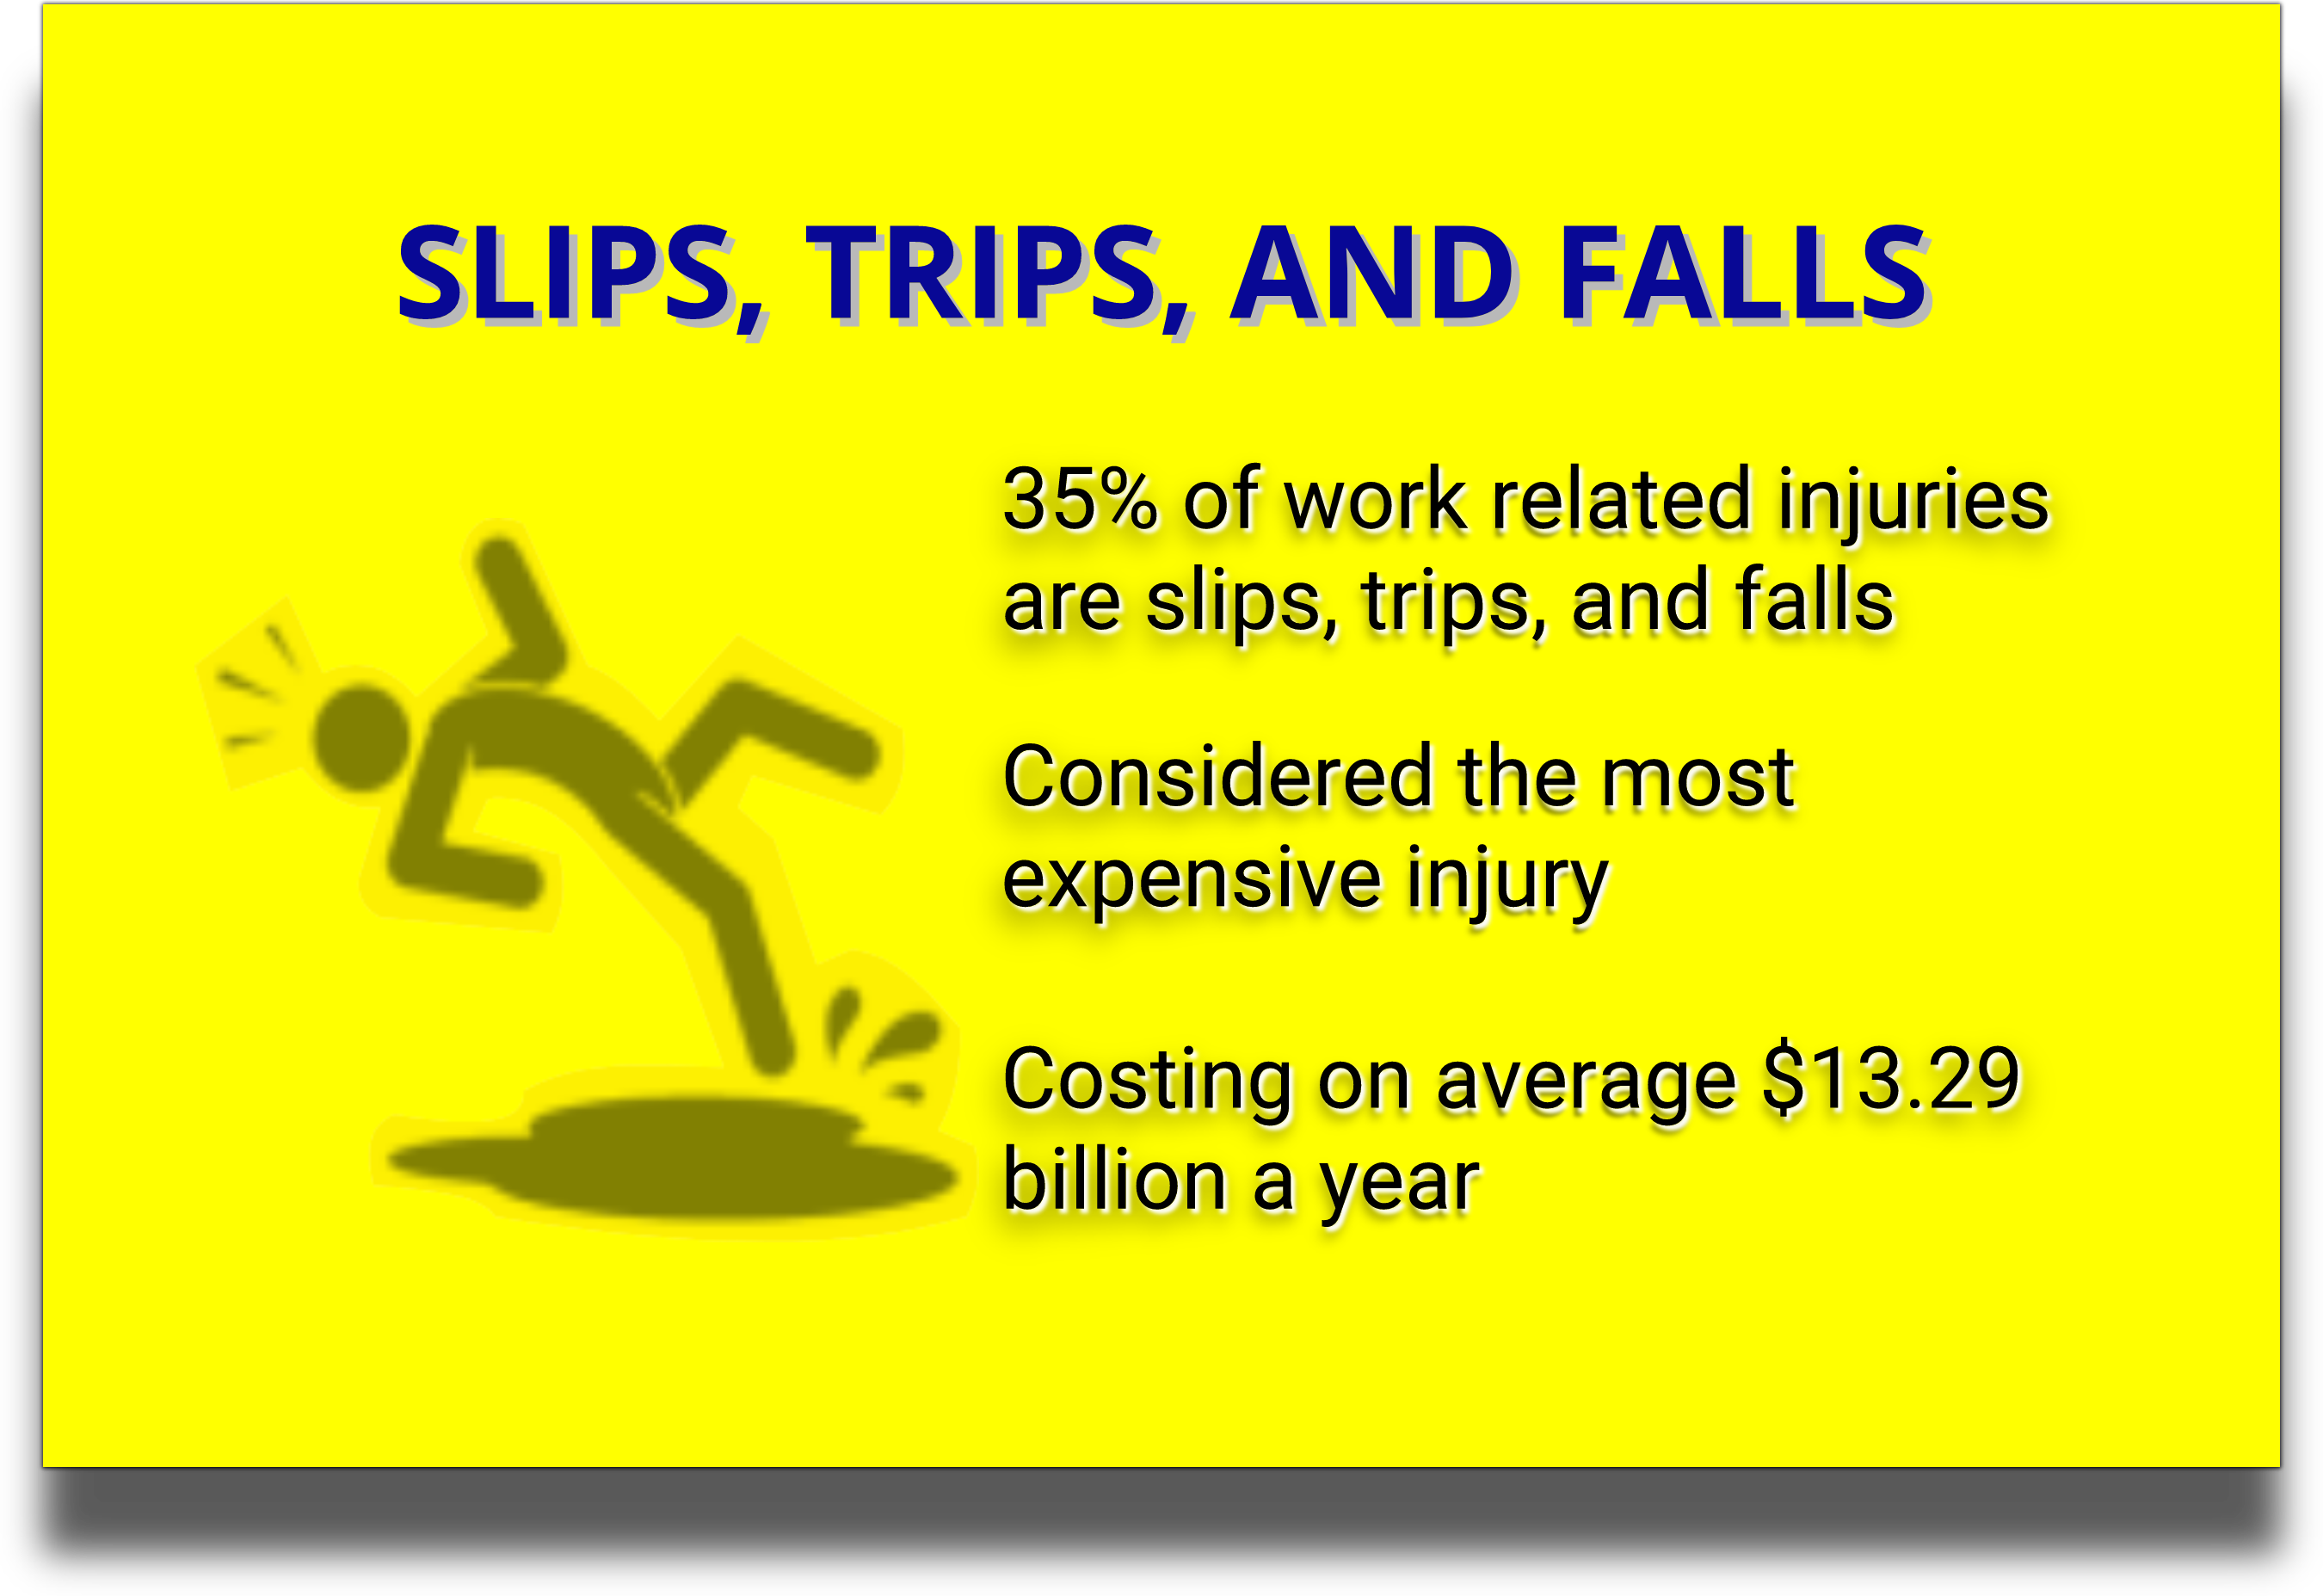 SLIPS, TRIPS, AND FALLS
35% of work related injuries
are slips, trips, and falls
Considered the most
expensive injury
Costing on average $13.29
billion a year